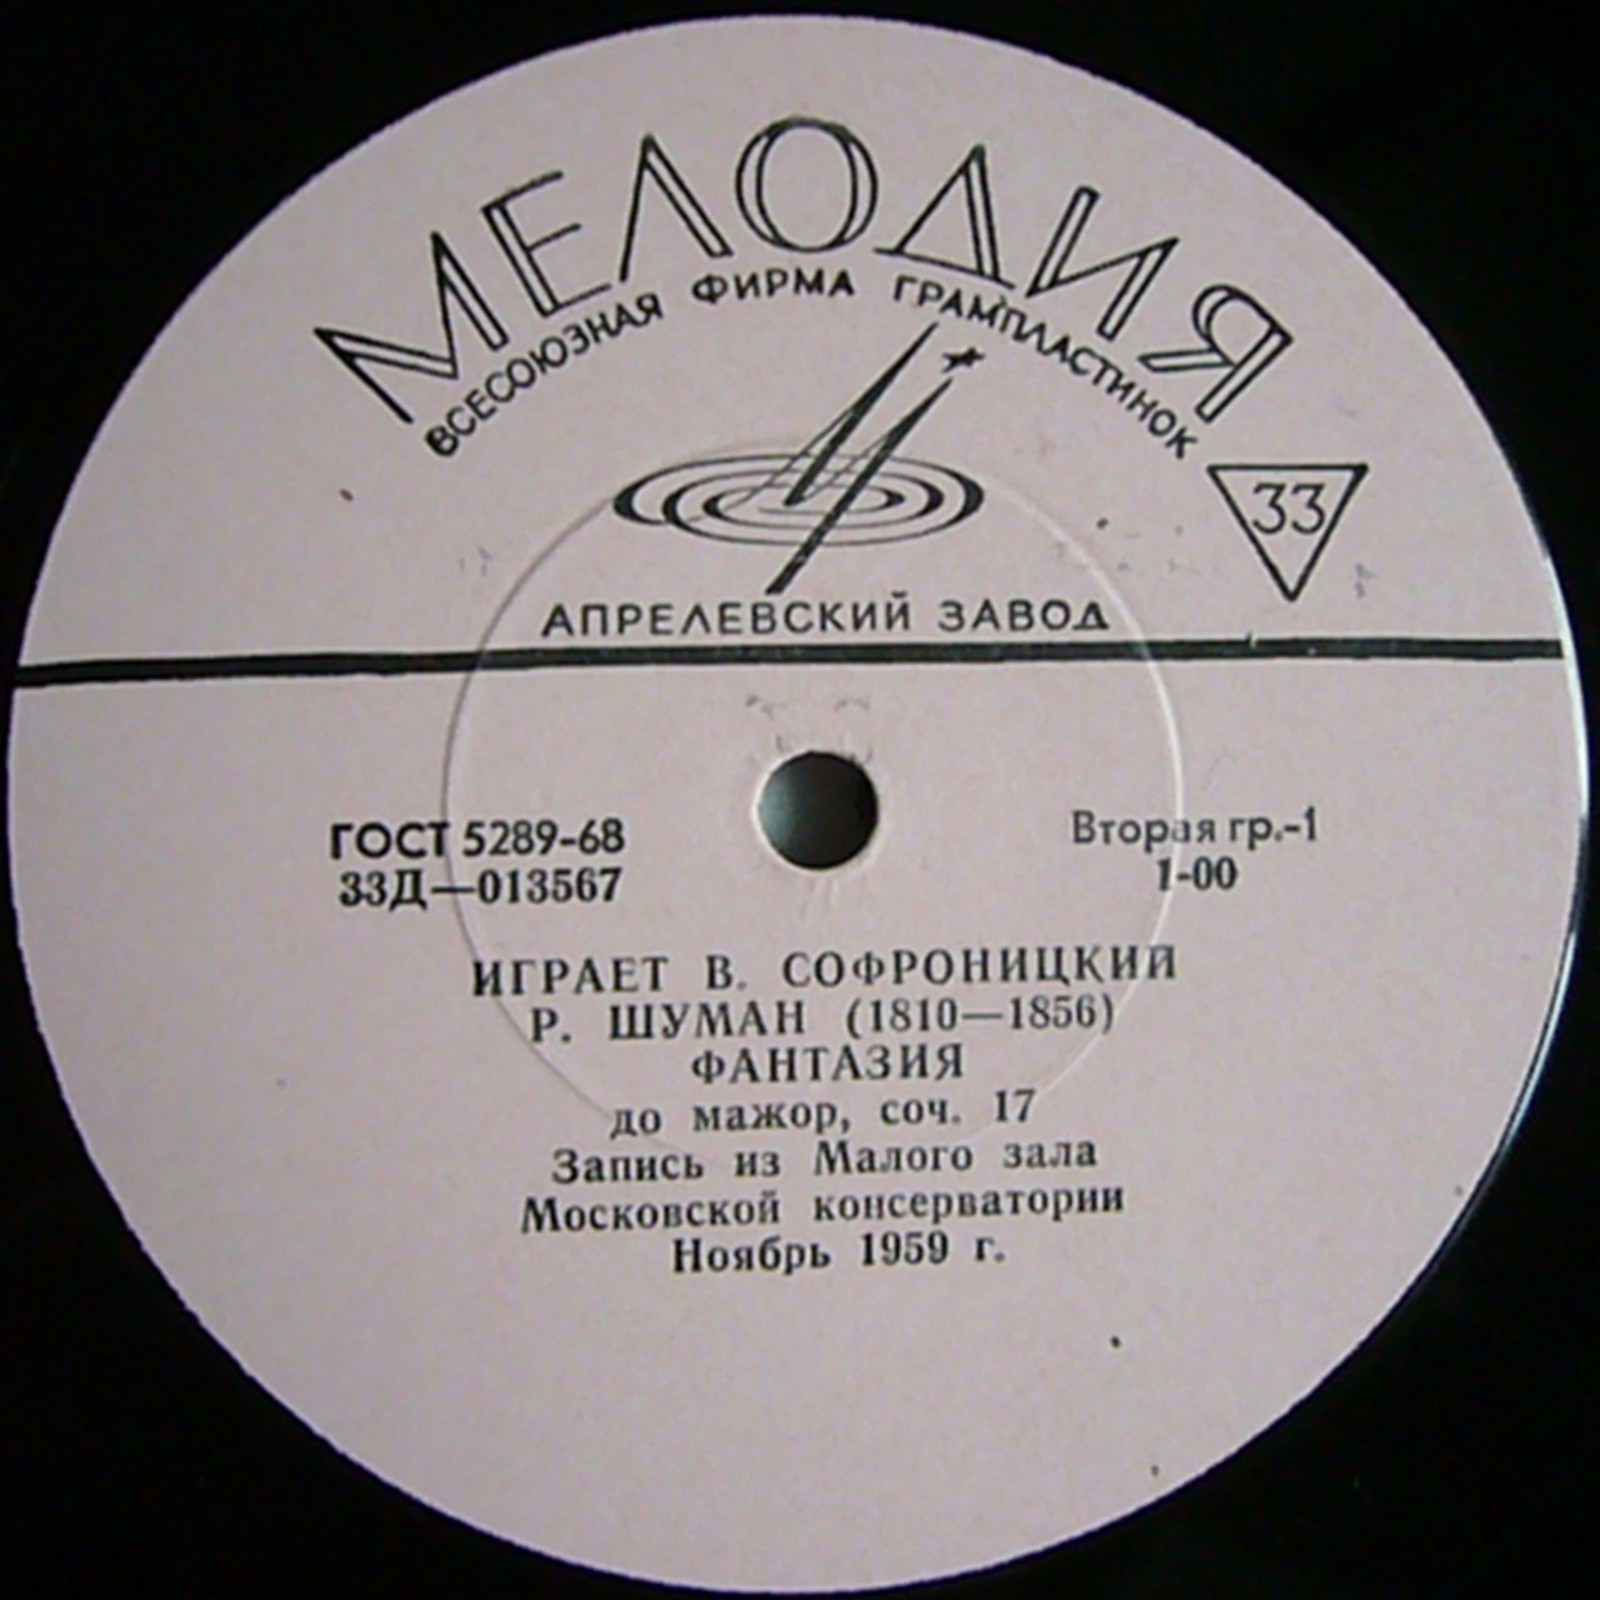 МЕЛОДИЯ
ВСЕСОЮЗНАЯ ФИРМА ГРАМПЛАСТИНОК
33
АПРЕЛЕВСКИЙ ЗАВОД
ГОСТ 5289-68
33Д—013567
Вторая гр.-1
1-00
ИГРАЕТ В. СОФРОНИЦКИЙ
Р. ШУМАН (1810—1856)
ФАНТАЗИЯ
до мажор, соч. 17
Запись из Малого зала
Московской консерватории
Ноябрь 1959 г.